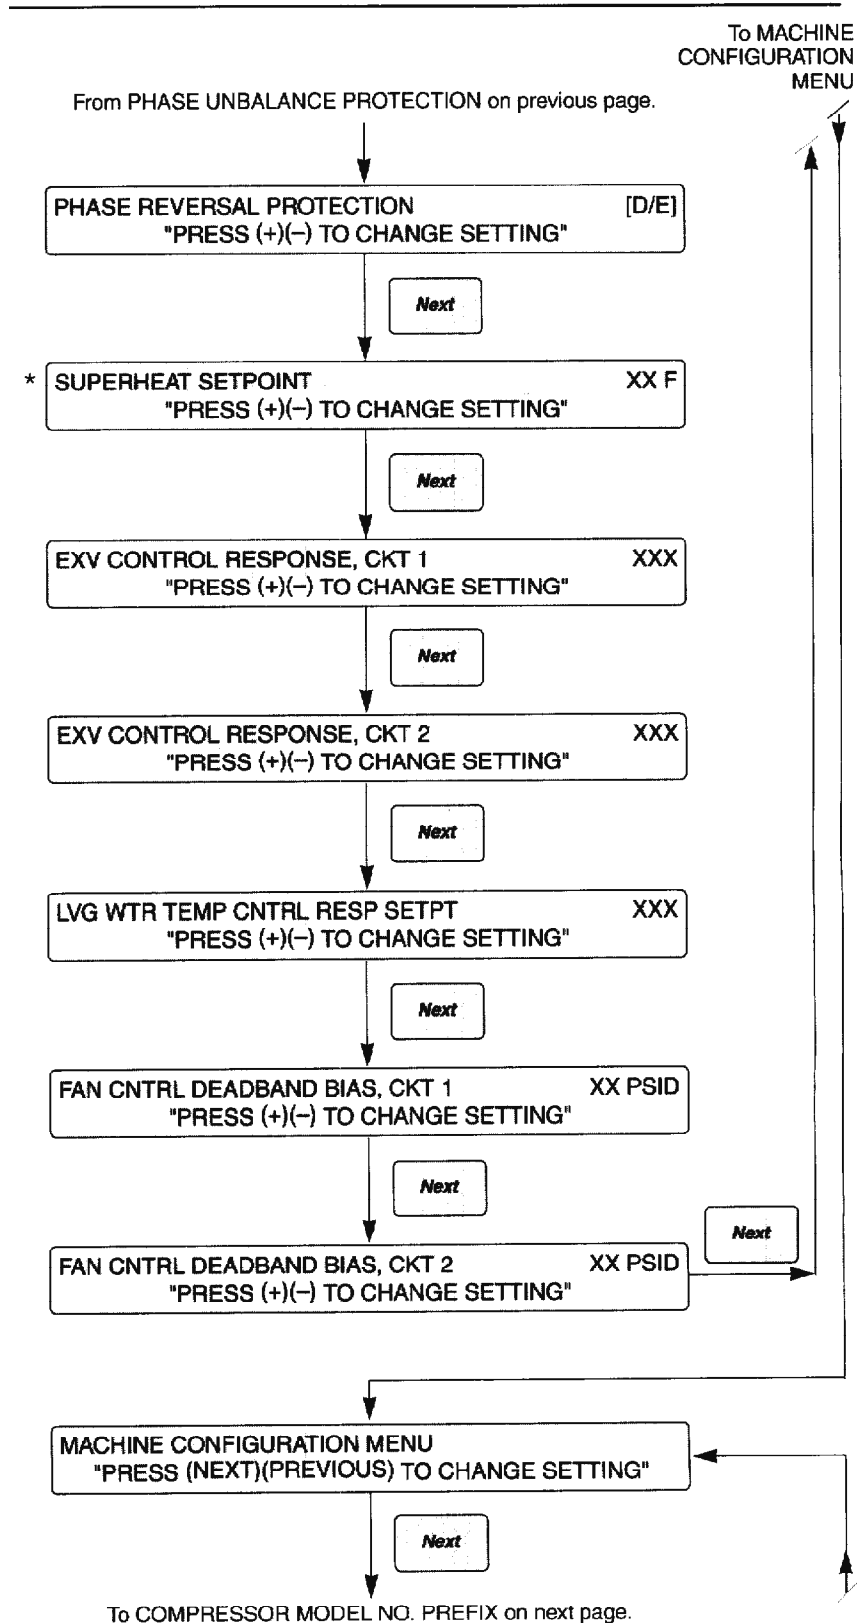 To MACHINE
CONFIGURATION
MENU
From PHASE UNBALANCE PROTECTION on previous page.
PHASE REVERSAL PROTECTION [D/E]
"PRESS (+)(–) TO CHANGE SETTING"
Next
* SUPERHEAT SETPOINT XX F
"PRESS (+)(–) TO CHANGE SETTING"
Next
EXV CONTROL RESPONSE, CKT 1 XXX
"PRESS (+)(–) TO CHANGE SETTING"
Next
EXV CONTROL RESPONSE, CKT 2 XXX
"PRESS (+)(–) TO CHANGE SETTING"
Next
LVG WTR TEMP CNTRL RESP SETPT XXX
"PRESS (+)(–) TO CHANGE SETTING"
Next
FAN CNTRL DEADBAND BIAS, CKT 1 XX PSID
"PRESS (+)(–) TO CHANGE SETTING"
Next
FAN CNTRL DEADBAND BIAS, CKT 2 XX PSID
"PRESS (+)(–) TO CHANGE SETTING"
Next
MACHINE CONFIGURATION MENU
"PRESS (NEXT)(PREVIOUS) TO CHANGE SETTING"
Next
To COMPRESSOR MODEL NO. PREFIX on next page.